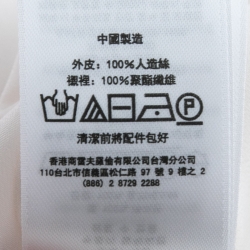 中國製造
外皮：100%人造絲
襯裡：100%聚酯纖維
P
清潔前將配件包好
香港商雷夫羅倫有限公司台灣分公司
110台北市信義區松仁路 97 號 9 樓之 2
(886) 2 8729 2288